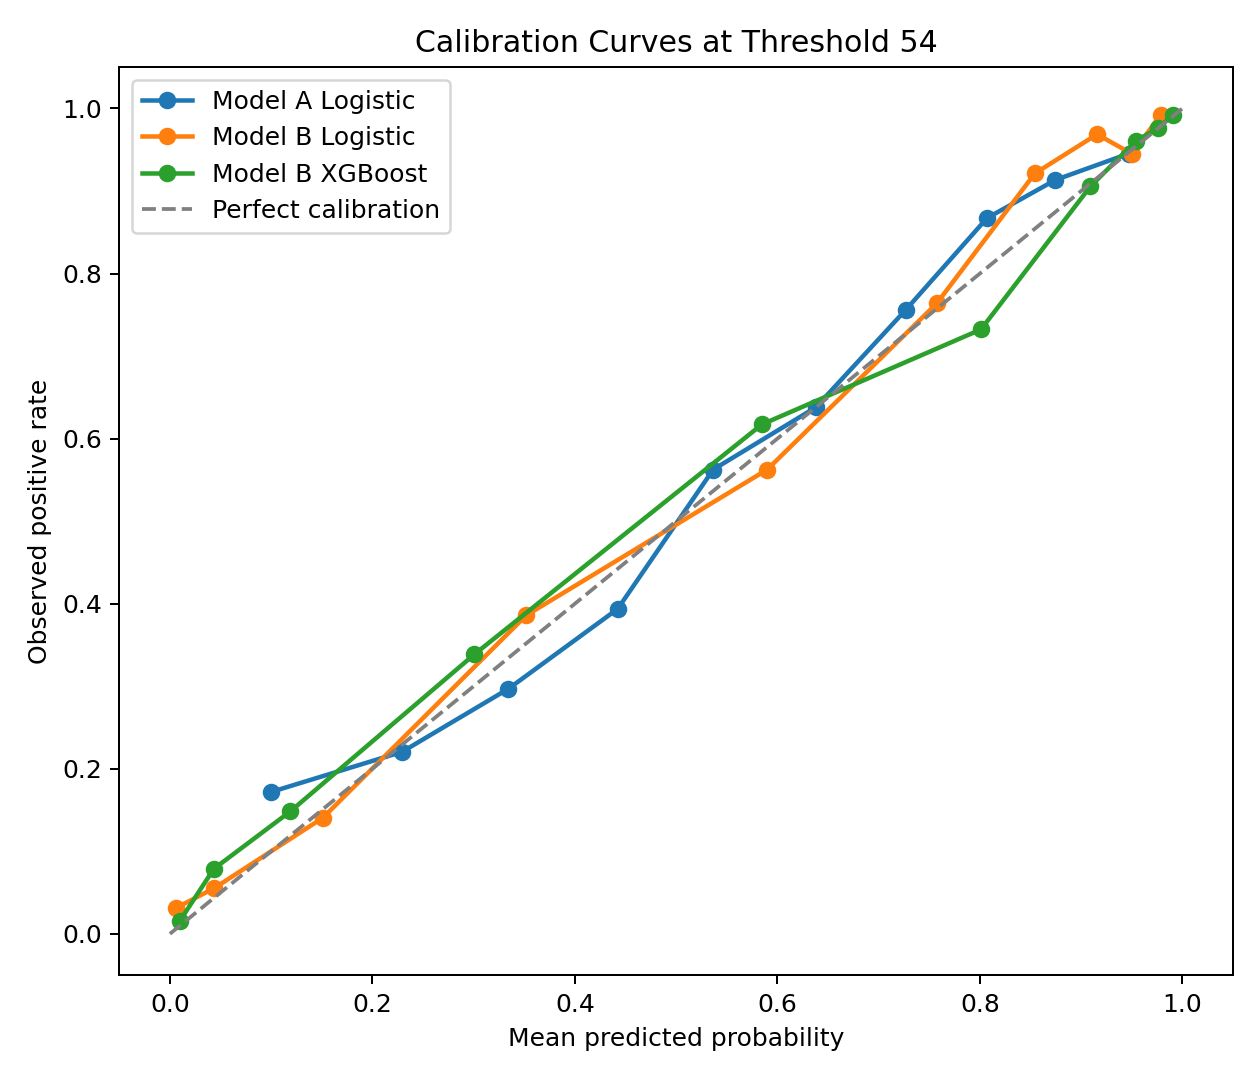 Calibration Curves at Threshold 54
Model A Logistic
Model B Logistic
Model B XGBoost
Perfect calibration
1.0
0.8
0.6
0.4
0.2
0.0
Observed positive rate
0.0 0.2 0.4 0.6 0.8 1.0
Mean predicted probability